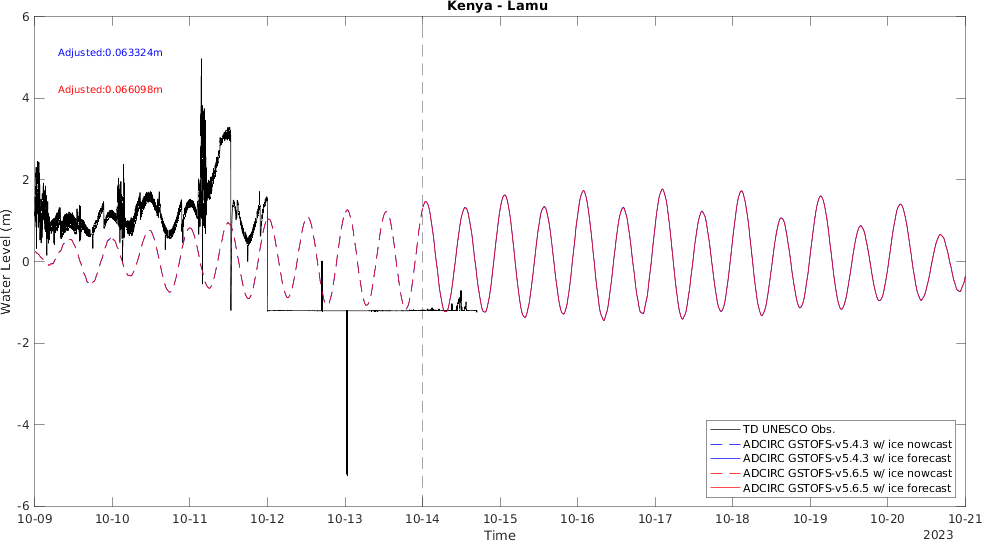 Kenya - Lamu
Adjusted:0.063324m
Adjusted:0.066098m
Water Level (m)
6
4
2
0
-2
-4
-6
TD UNESCO Obs.
ADCIRC GSTOFS-v5.4.3 w/ ice nowcast
ADCIRC GSTOFS-v5.4.3 w/ ice forecast
ADCIRC GSTOFS-v5.6.5 w/ ice nowcast
ADCIRC GSTOFS-v5.6.5 w/ ice forecast
10-09 10-10 10-11 10-12 10-13 10-14 10-15 10-16 10-17 10-18 10-19 10-20 10-21
Time
2023